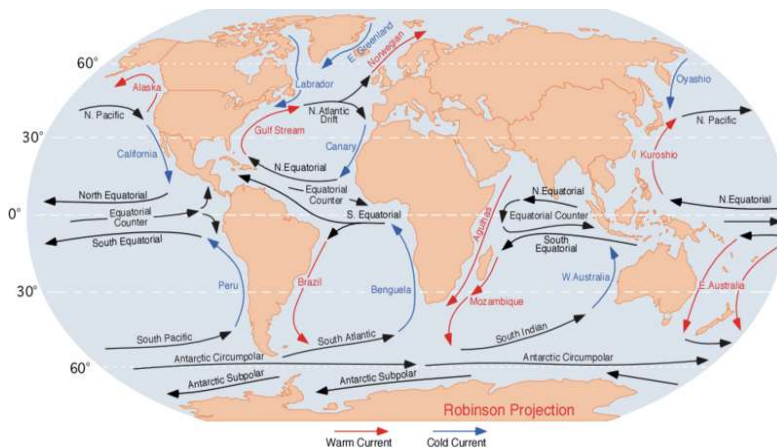 60°
30°
0°
30°
60°
Alaska
N. Pacific
California
North Equatorial
Equatorial
Counter
South Equatorial
Peru
South Pacific
Labrador
E. Greenland
Norwegian
N. Atlantic
Drift
Gulf Stream
Canary
N. Equatorial
Equatorial
Counter
S. Equatorial
Brazil
Benguela
South Atlantic
Antarctic Circumpolar
Antarctic Subpolar
Agulhas
Mozambique
N. Equatorial
Equatorial Counter
South
Equatorial
W. Australia
South Indian
Antarctic Circumpolar
Antarctic Subpolar
Oyashio
N. Pacific
Kuroshio
N. Equatorial
E. Australia
Robinson Projection
Warm Current
Cold Current